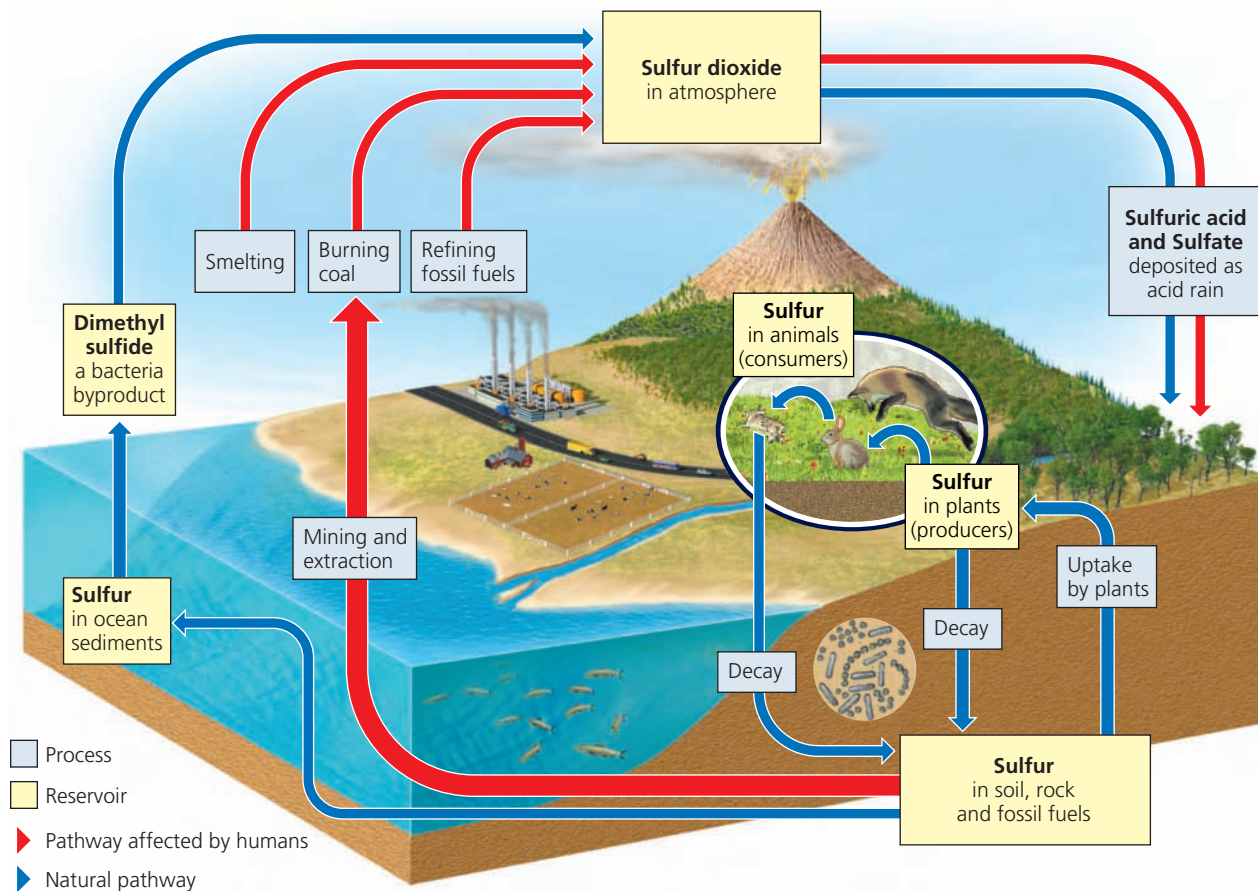 Sulfur dioxide
in atmosphere
Smelting
Burning
coal
Refining
fossil fuels
Sulfuric acid
and Sulfate
deposited as
acid rain
Dimethyl
sulfide
a bacteria
byproduct
Sulfur
in animals
(consumers)
Sulfur
in plants
(producers)
Mining and
extraction
Uptake
by plants
Sulfur
in ocean
sediments
Decay
Decay
Sulfur
in soil, rock
and fossil fuels
Process
Reservoir
Pathway affected by humans
Natural pathway